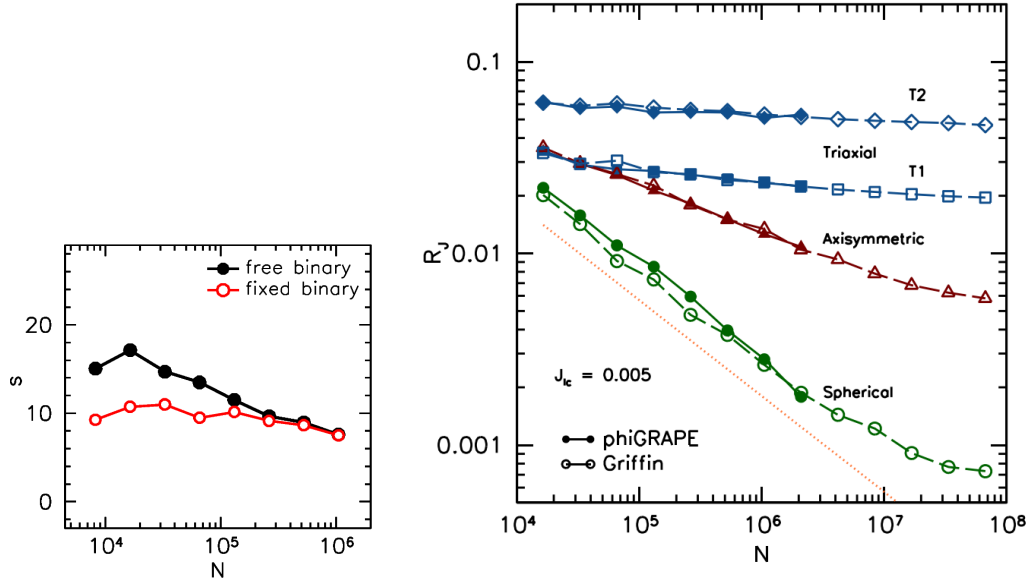 free binary
fixed binary
20
10
0
s
10⁴ 10⁵ 10⁶
N
0.1
0.01
0.001
R_J
T2
Triaxial
T1
Axisymmetric
J_lc = 0.005
Spherical
phiGRAPE
Griffin
10⁴ 10⁵ 10⁶ 10⁷ 10⁸
N